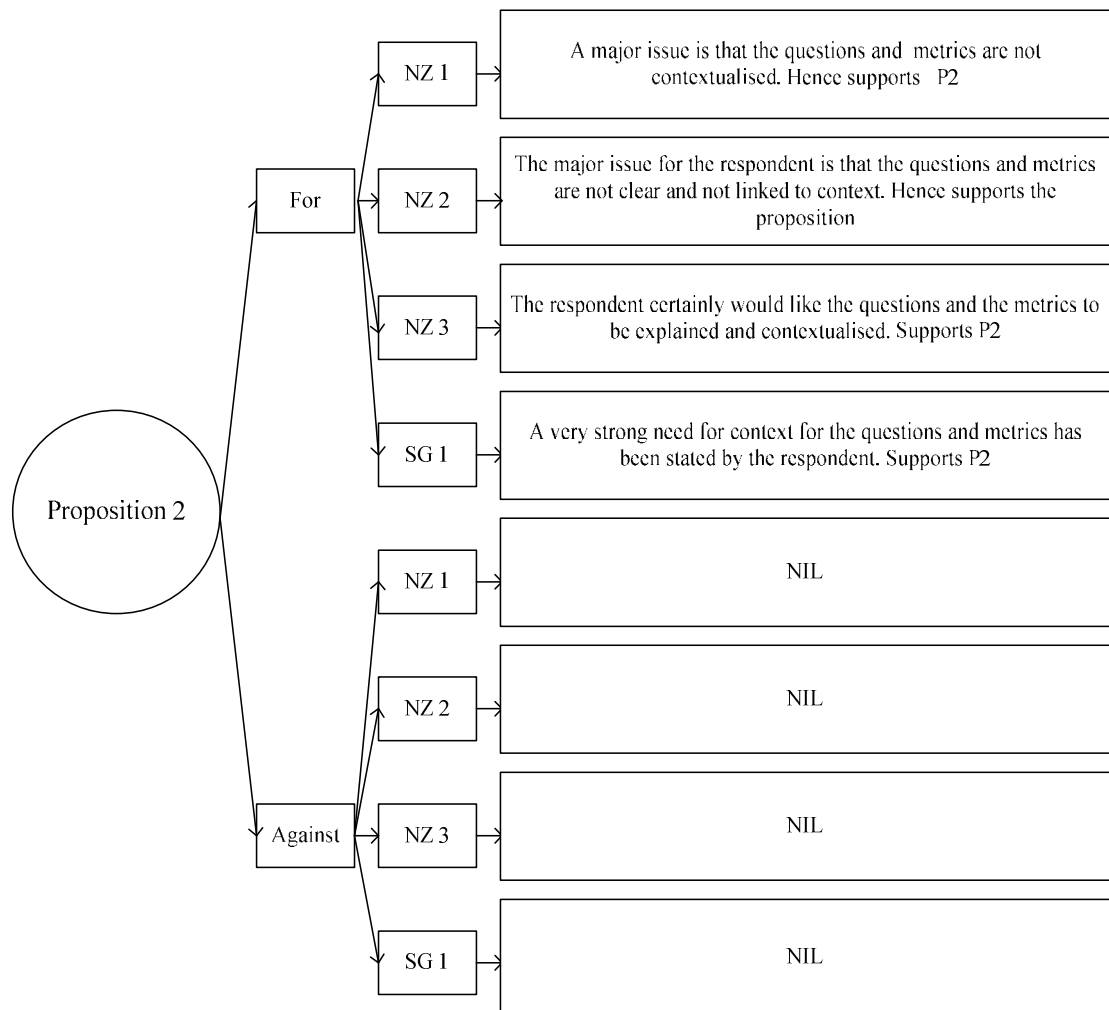 NZ 1
A major issue is that the questions and metrics are not
contextualised. Hence supports P2
For
NZ 2
The major issue for the respondent is that the questions and metrics
are not clear and not linked to context. Hence supports the
proposition
NZ 3
The respondent certainly would like the questions and the metrics to
be explained and contextualised. Supports P2
SG 1
A very strong need for context for the questions and metrics has
been stated by the respondent. Supports P2
Proposition 2
NZ 1
NIL
NZ 2
NIL
Against
NZ 3
NIL
SG 1
NIL